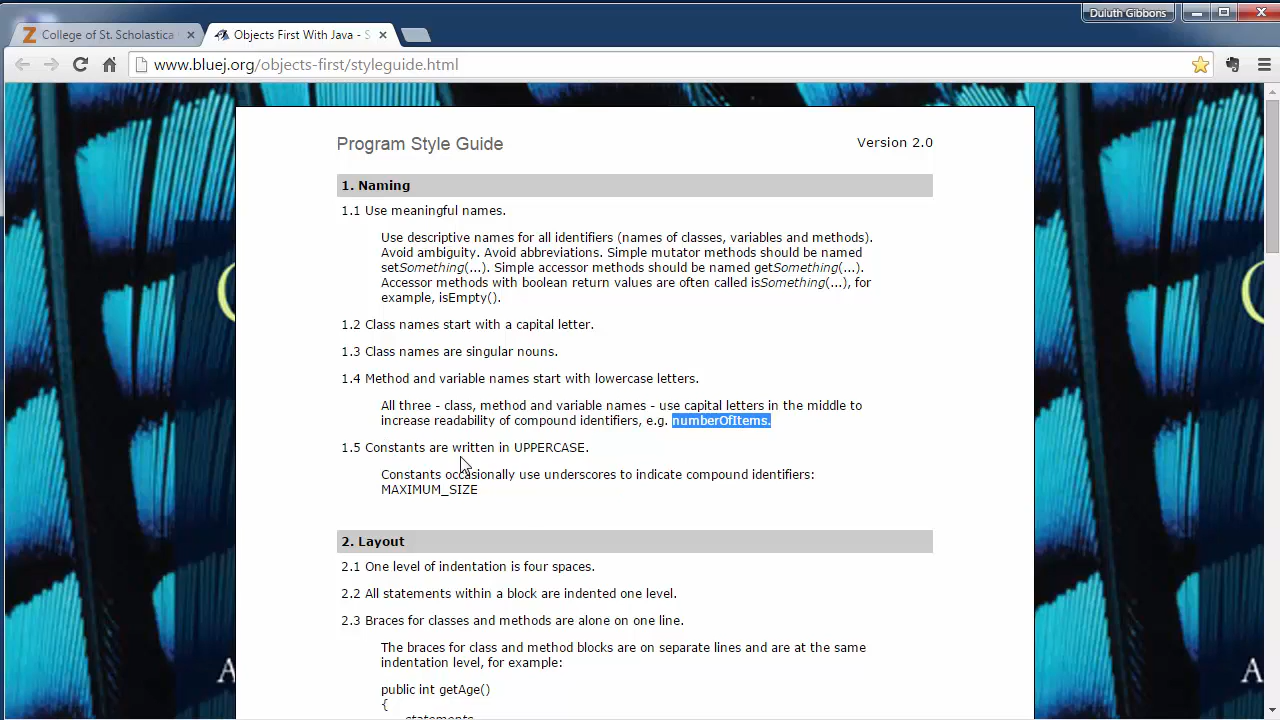 Duluth Gibbons
College of St. Scholastica
Objects First With Java - S
www.bluej.org/objects-first/styleguide.html
Program Style Guide
Version 2.0
1. Naming
1.1 Use meaningful names.
Use descriptive names for all identifiers (names of classes, variables and methods).
Avoid ambiguity. Avoid abbreviations. Simple mutator methods should be named
setSomething(...). Simple accessor methods should be named getSomething(...).
Accessor methods with boolean return values are often called isSomething(...), for
example, isEmpty().
1.2 Class names start with a capital letter.
1.3 Class names are singular nouns.
1.4 Method and variable names start with lowercase letters.
All three - class, method and variable names - use capital letters in the middle to
increase readability of compound identifiers, e.g. numberOfItems.
1.5 Constants are written in UPPERCASE.
Constants occasionally use underscores to indicate compound identifiers:
MAXIMUM_SIZE
2. Layout
2.1 One level of indentation is four spaces.
2.2 All statements within a block are indented one level.
2.3 Braces for classes and methods are alone on one line.
The braces for class and method blocks are on separate lines and are at the same
indentation level, for example:
public int getAge()
{
statements